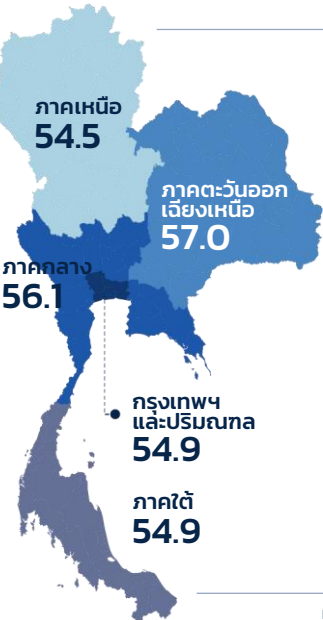 ภาคเหนือ
54.5
ภาคตะวันออก
เฉียงเหนือ
57.0
ภาคกลาง
56.1
กรุงเทพฯ
และปริมณฑล
54.9
ภาคใต้
54.9